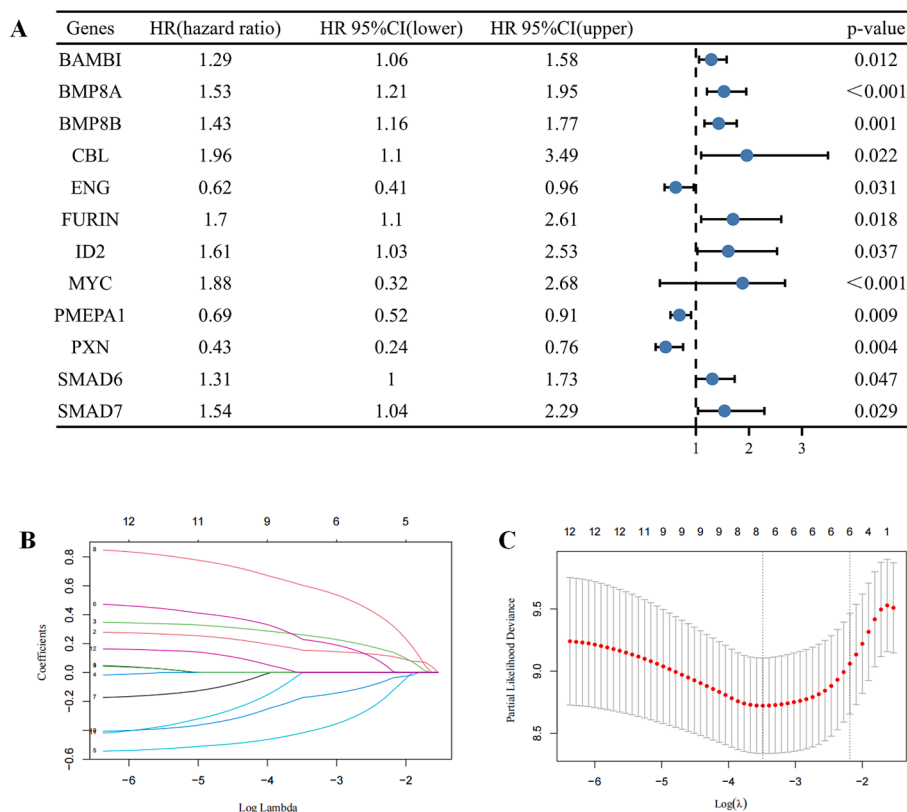 A
Genes HR(hazard ratio) HR 95%CI(lower) HR 95%CI(upper) p-value
BAMBI 1.29 1.06 1.58 0.012
BMP8A 1.53 1.21 1.95 <0.001
BMP8B 1.43 1.16 1.77 0.001
CBL 1.96 1.1 3.49 0.022
ENG 0.62 0.41 0.96 0.031
FURIN 1.7 1.1 2.61 0.018
ID2 1.61 1.03 2.53 0.037
MYC 1.88 0.32 2.68 <0.001
PMEPA1 0.69 0.52 0.91 0.009
PXN 0.43 0.24 0.76 0.004
SMAD6 1.31 1 1.73 0.047
SMAD7 1.54 1.04 2.29 0.029
1 2 3
B
12 11 9 6 5
Coefficients
0.8
0.6
0.4
0.2
0.0
−0.2
−0.4
−0.6
8
6
3
2
12
9
4
7
5
−6 −5 −4 −3 −2
Log Lambda
C
12 12 12 11 9 9 9 9 8 8 6 6 6 6 4 1
Partial Likelihood Deviance
9.5
9.0
8.5
−6 −5 −4 −3 −2
Log(λ)